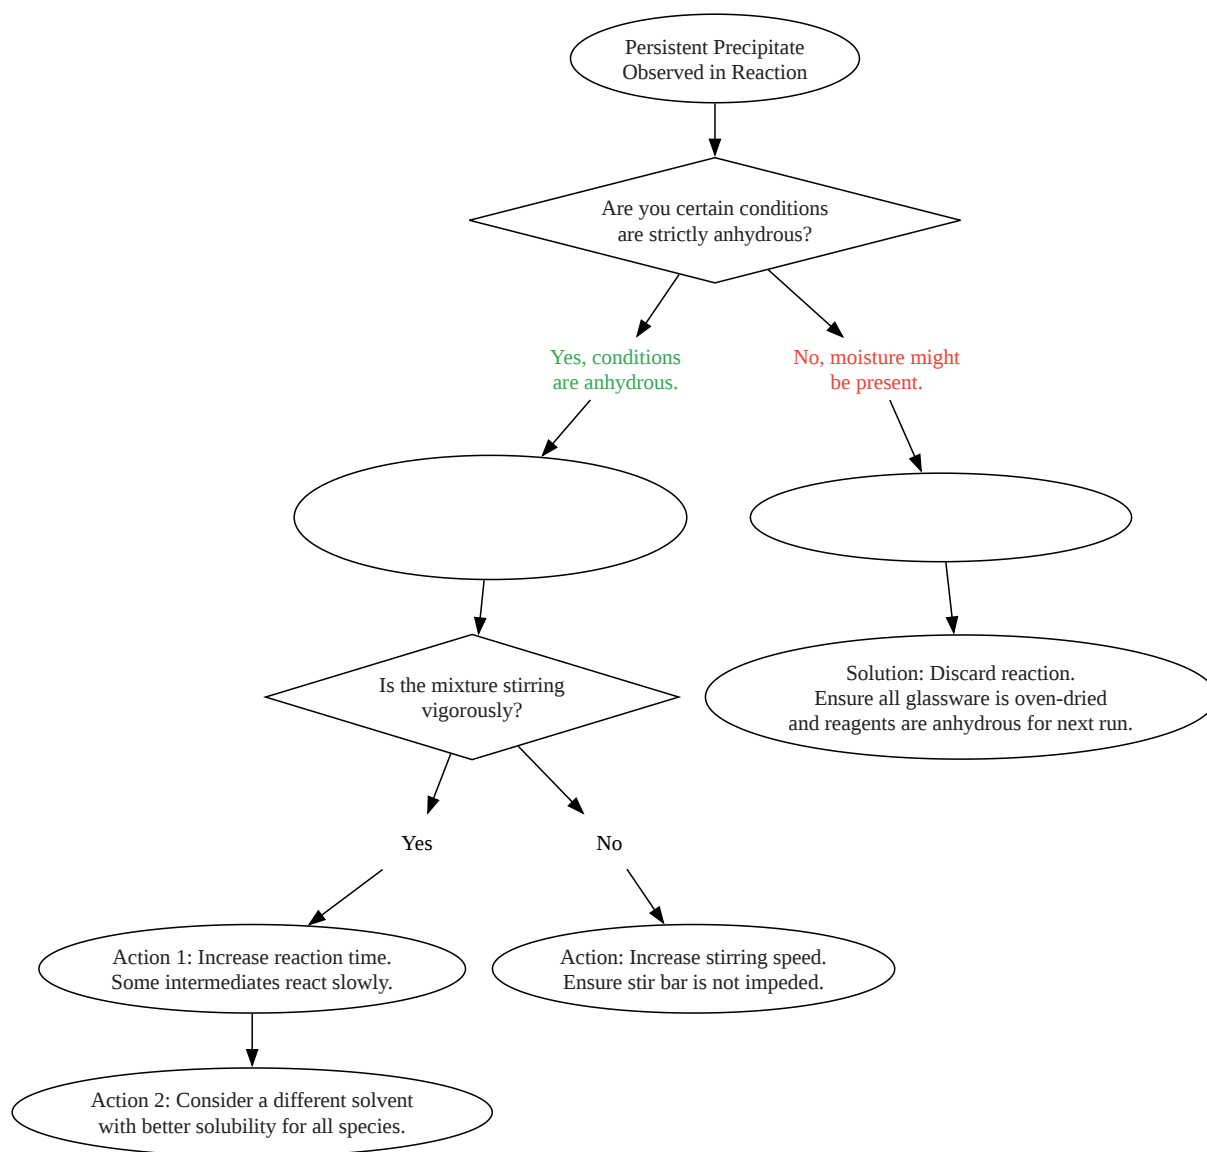 Persistent Precipitate
Observed in Reaction
Are you certain conditions
are strictly anhydrous?
Yes, conditions
are anhydrous.
No, moisture might
be present.
Is the mixture stirring
vigorously?
Solution: Discard reaction.
Ensure all glassware is oven-dried
and reagents are anhydrous for next run.
Yes
No
Action 1: Increase reaction time.
Some intermediates react slowly.
Action: Increase stirring speed.
Ensure stir bar is not impeded.
Action 2: Consider a different solvent
with better solubility for all species.